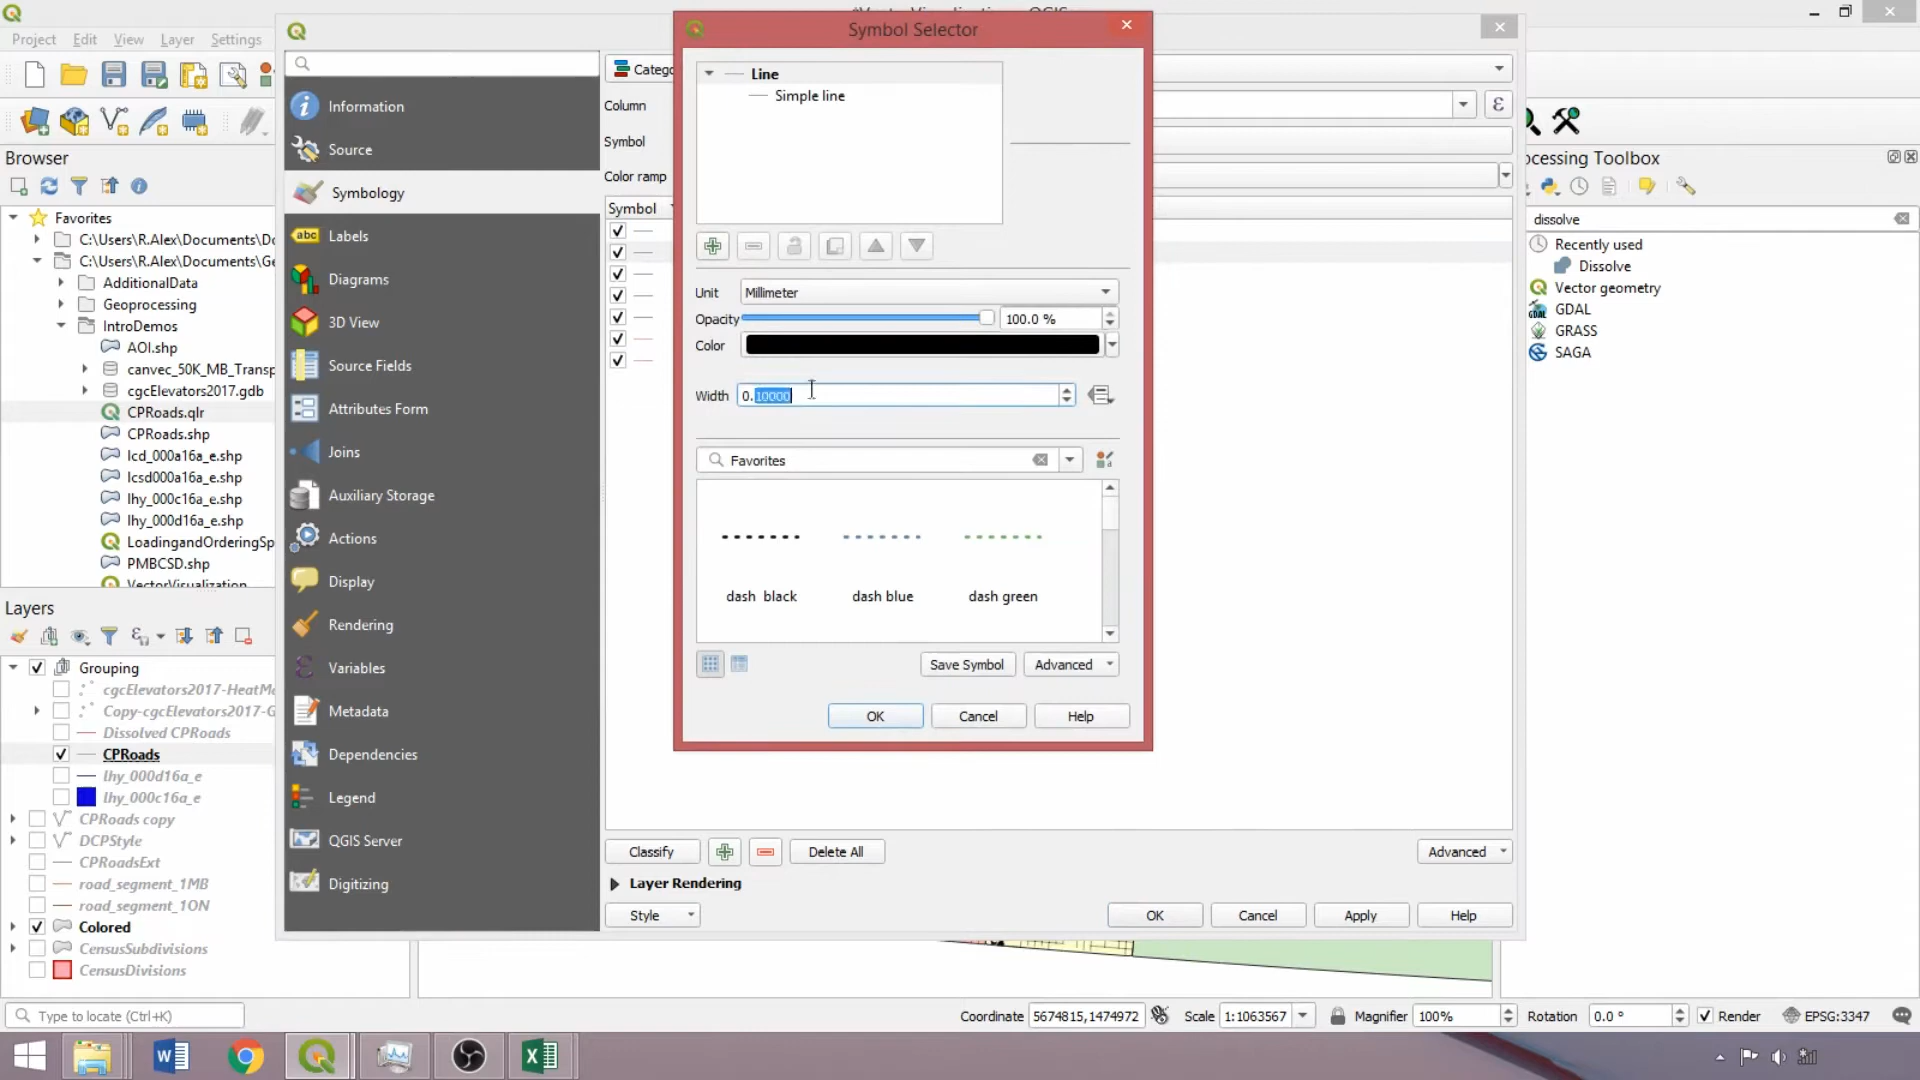 Project Edit View Layer Settings
Browser
Favorites
C:\Users\R.Alex\Documents\Do
C:\Users\R.Alex\Documents\Ge
AdditionalData
Geoprocessing
IntroDemos
AOI.shp
canvec_50K_MB_Transp
cgcElevators2017.gdb
CPRoads.qlr
CPRoads.shp
lcd_000a16a_e.shp
lcsd000a16a_e.shp
lhy_000c16a_e.shp
lhy_000d16a_e.shp
LoadingandOrderingSp
PMBCSD.shp
VectorVisualization
Layers
Grouping
cgcElevators2017-HeatMa
Copy-cgcElevators2017-G
Dissolved CPRoads
CPRoads
lhy_000d16a_e
lhy_000c16a_e
CPRoads copy
DCPStyle
CPRoadsExt
road_segment_1MB
road_segment_1ON
Colored
CensusSubdivisions
CensusDivisions
Information
Source
Symbology
abc Labels
Diagrams
3D View
Source Fields
Attributes Form
Joins
Auxiliary Storage
Actions
Display
Rendering
Variables
Metadata
Dependencies
Legend
QGIS Server
Digitizing
Catego
Column
Symbol
Color ramp
Symbol
Classify
Delete All
Advanced
Layer Rendering
Style
OK Cancel Apply Help
Symbol Selector
Line
Simple line
Unit Millimeter
Opacity 100.0 %
Color
Width 0.10000
Favorites
dash black dash blue dash green
Save Symbol Advanced
OK Cancel Help
ocessing Toolbox
dissolve
Recently used
Dissolve
Vector geometry
GDAL
GRASS
SAGA
Type to locate (Ctrl+K)
Coordinate 5674815,1474972 Scale 1:1063567 Magnifier 100% Rotation 0.0 ° Render EPSG:3347